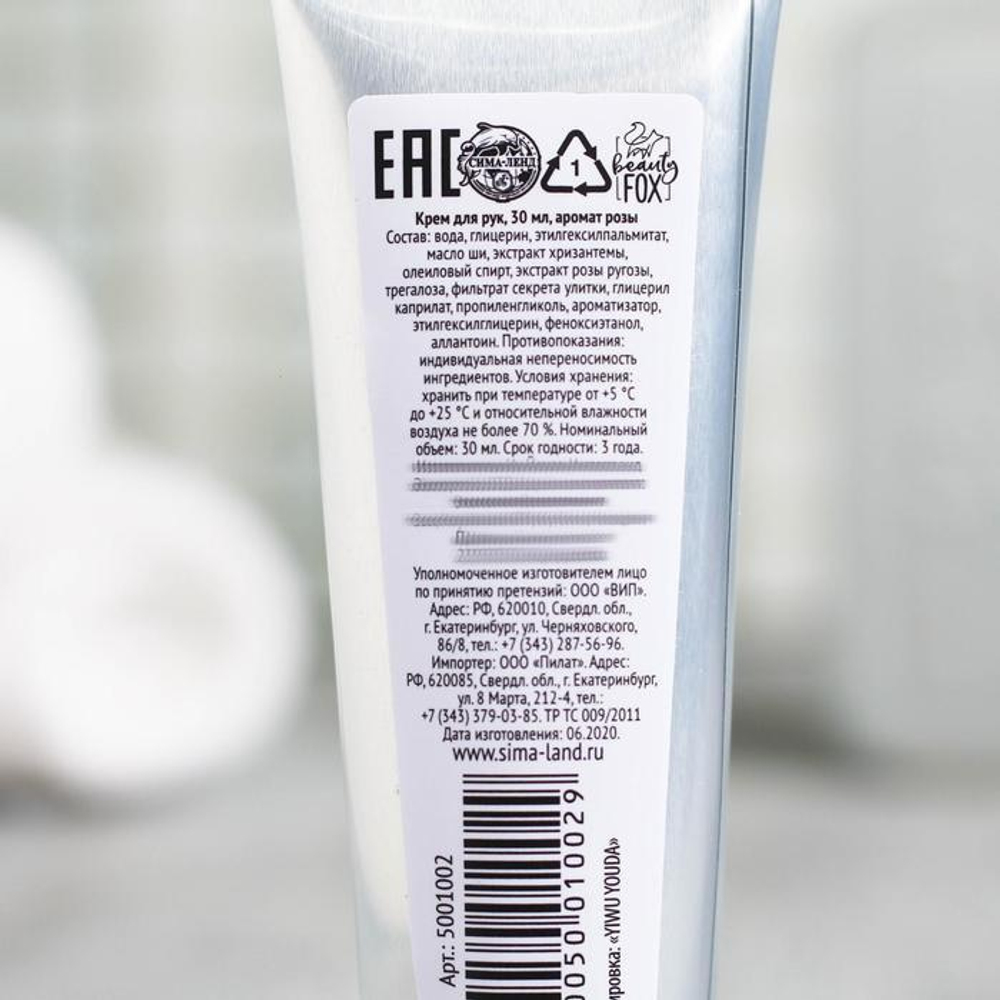 EAC
СИМА-ЛЕНД
1
beauty
FOX
Крем для рук, 30 мл, аромат розы
Состав: вода, глицерин, этилгексилпальмитат,
масло ши, экстракт хризантемы,
олеиловый спирт, экстракт розы ругозы,
трегалоза, фильтрат секрета улитки, глицерил
каприлат, пропиленгликоль, ароматизатор,
этилгексилглицерин, феноксиэтанол,
аллантоин. Противопоказания:
индивидуальная непереносимость
ингредиентов. Условия хранения:
хранить при температуре от +5 °C
до +25 °C и относительной влажности
воздуха не более 70 %. Номинальный
объем: 30 мл. Срок годности: 3 года.
Уполномоченное изготовителем лицо
по принятию претензий: ООО «ВИП».
Адрес: РФ, 620010, Свердл. обл.,
г. Екатеринбург, ул. Черняховского,
86/8, тел.: +7 (343) 287-56-96.
Импортер: ООО «Пилат». Адрес:
РФ, 620085, Свердл. обл., г. Екатеринбург,
ул. 8 Марта, 212-4, тел.:
+7 (343) 379-03-85. ТР ТС 009/2011
Дата изготовления: 06.2020.
www.sima-land.ru
Арт.: 5001002
0050 010029
ировка: «YIWU YOUDA»